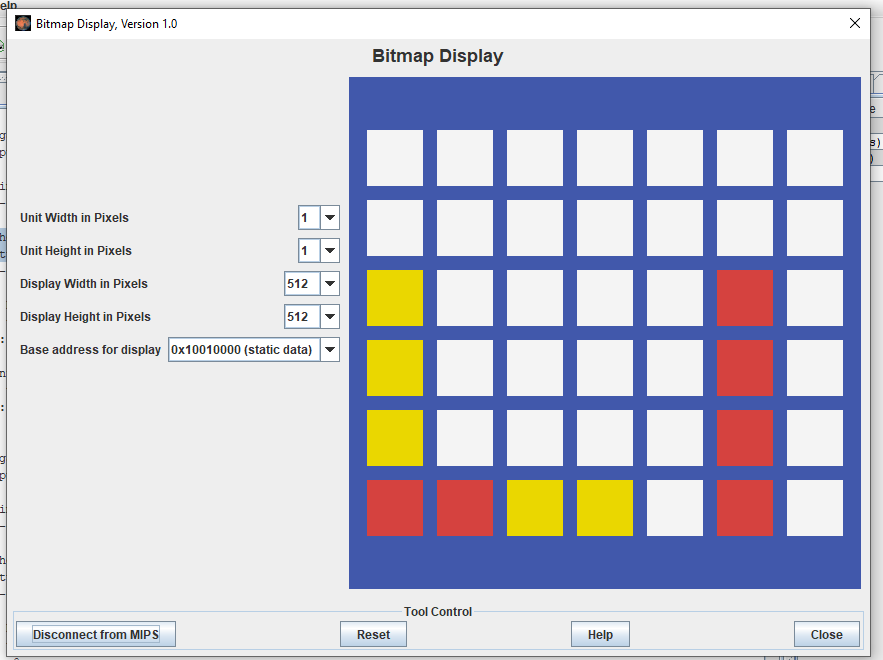 Bitmap Display, Version 1.0
Bitmap Display
Unit Width in Pixels 1
Unit Height in Pixels 1
Display Width in Pixels 512
Display Height in Pixels 512
Base address for display 0x10010000 (static data)
Tool Control
Disconnect from MIPS Reset Help Close